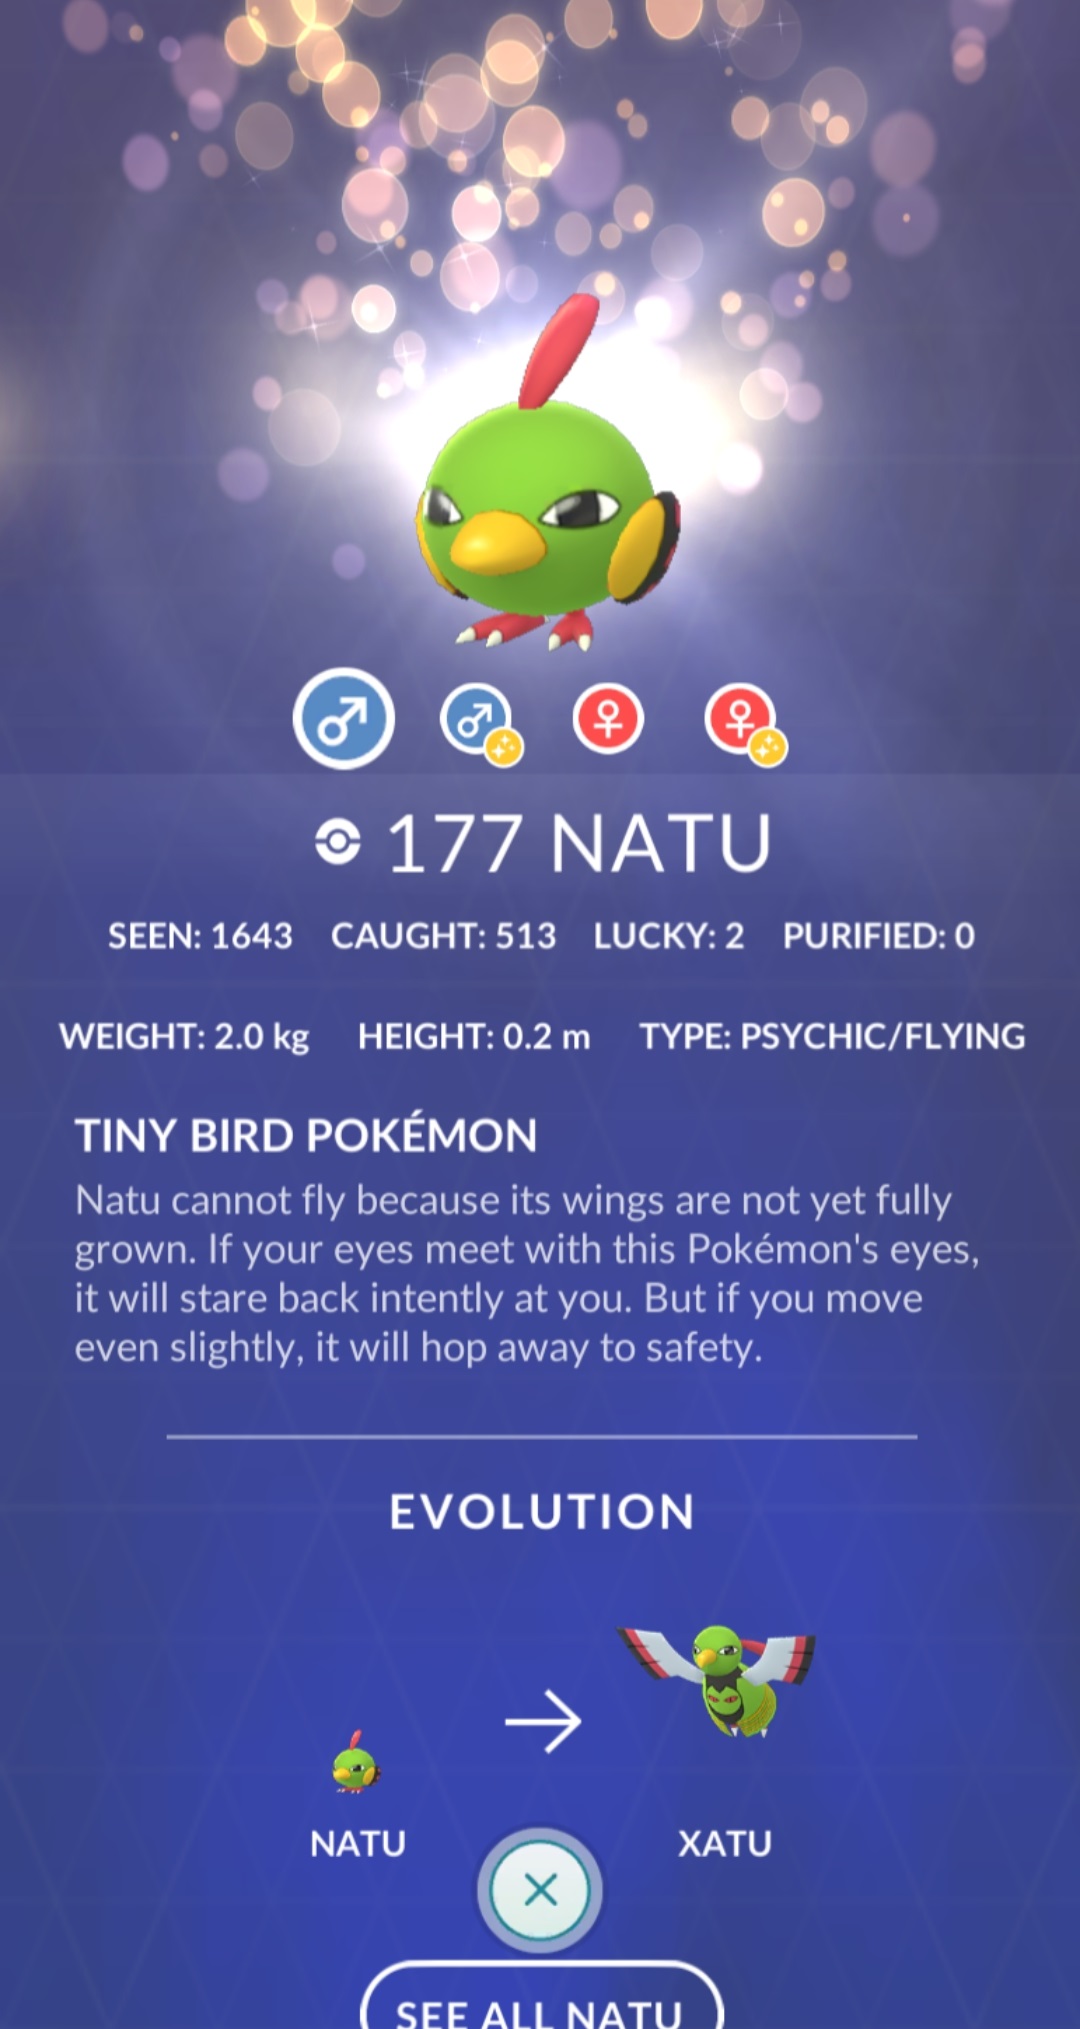 177 NATU
SEEN: 1643 CAUGHT: 513 LUCKY: 2 PURIFIED: 0
WEIGHT: 2.0 kg HEIGHT: 0.2 m TYPE: PSYCHIC/FLYING
TINY BIRD POKÉMON
Natu cannot fly because its wings are not yet fully
grown. If your eyes meet with this Pokémon's eyes,
it will stare back intently at you. But if you move
even slightly, it will hop away to safety.
EVOLUTION
NATU XATU
SEE ALL NATU